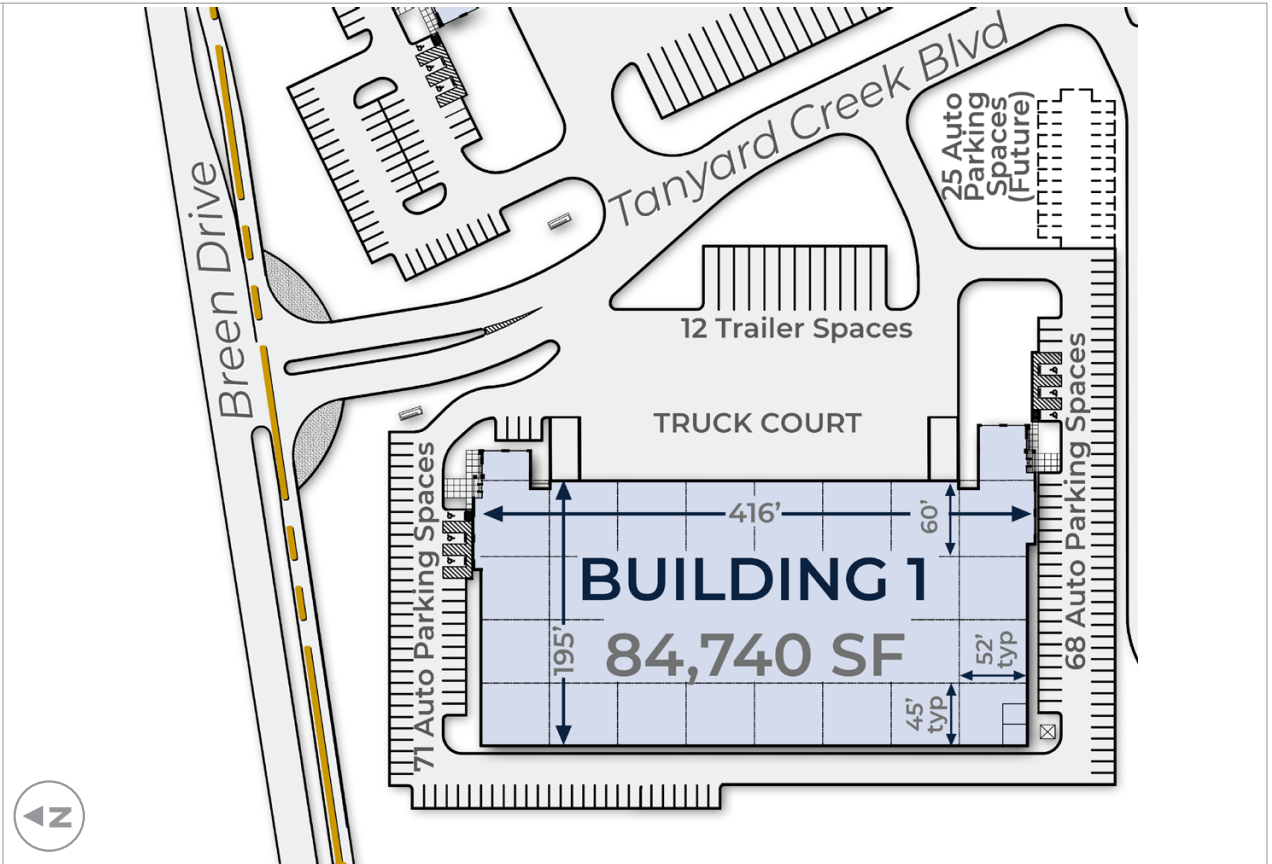 Breen Drive
Tanyard Creek Blvd
25 Auto
Parking
Spaces
(Future)
12 Trailer Spaces
TRUCK COURT
71 Auto Parking Spaces
68 Auto Parking Spaces
416’
60’
BUILDING 1
195’
84,740 SF
52’
typ
45’
typ
N